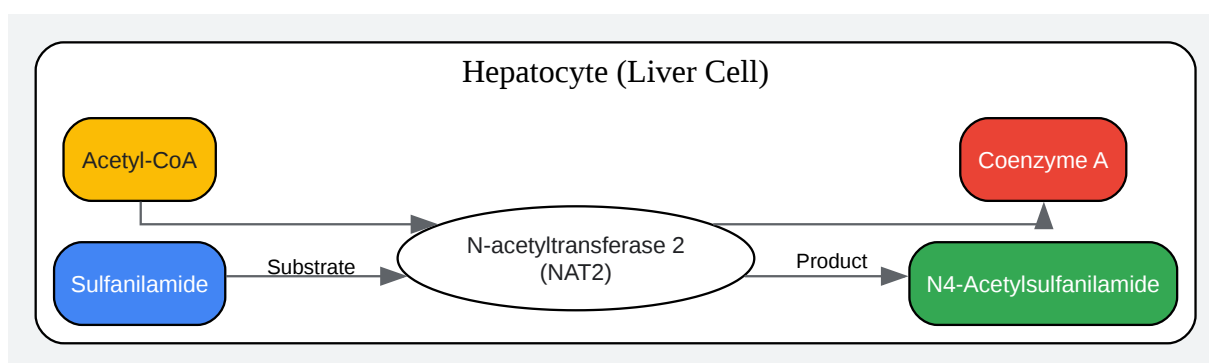 Hepatocyte (Liver Cell)
Acetyl-CoA
Coenzyme A
N-acetyltransferase 2
(NAT2)
Sulfanilamide
Substrate
Product
N4-Acetylsulfanilamide